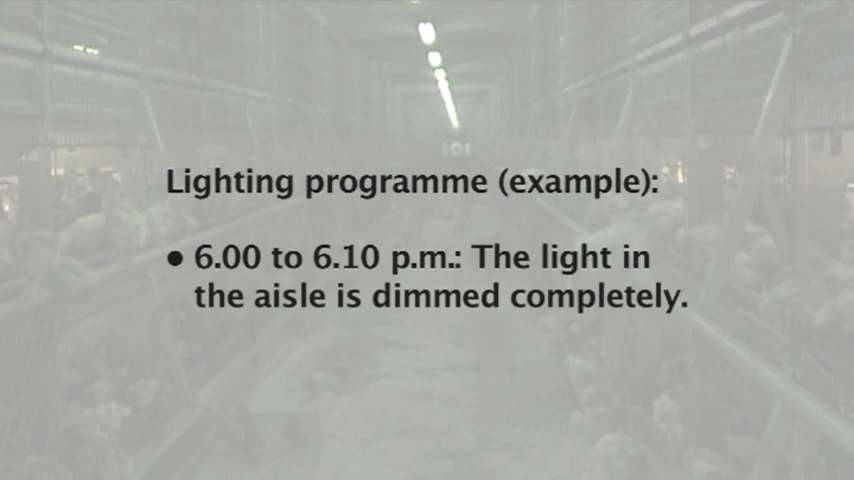 Lighting programme (example):
• 6.00 to 6.10 p.m.: The light in
the aisle is dimmed completely.